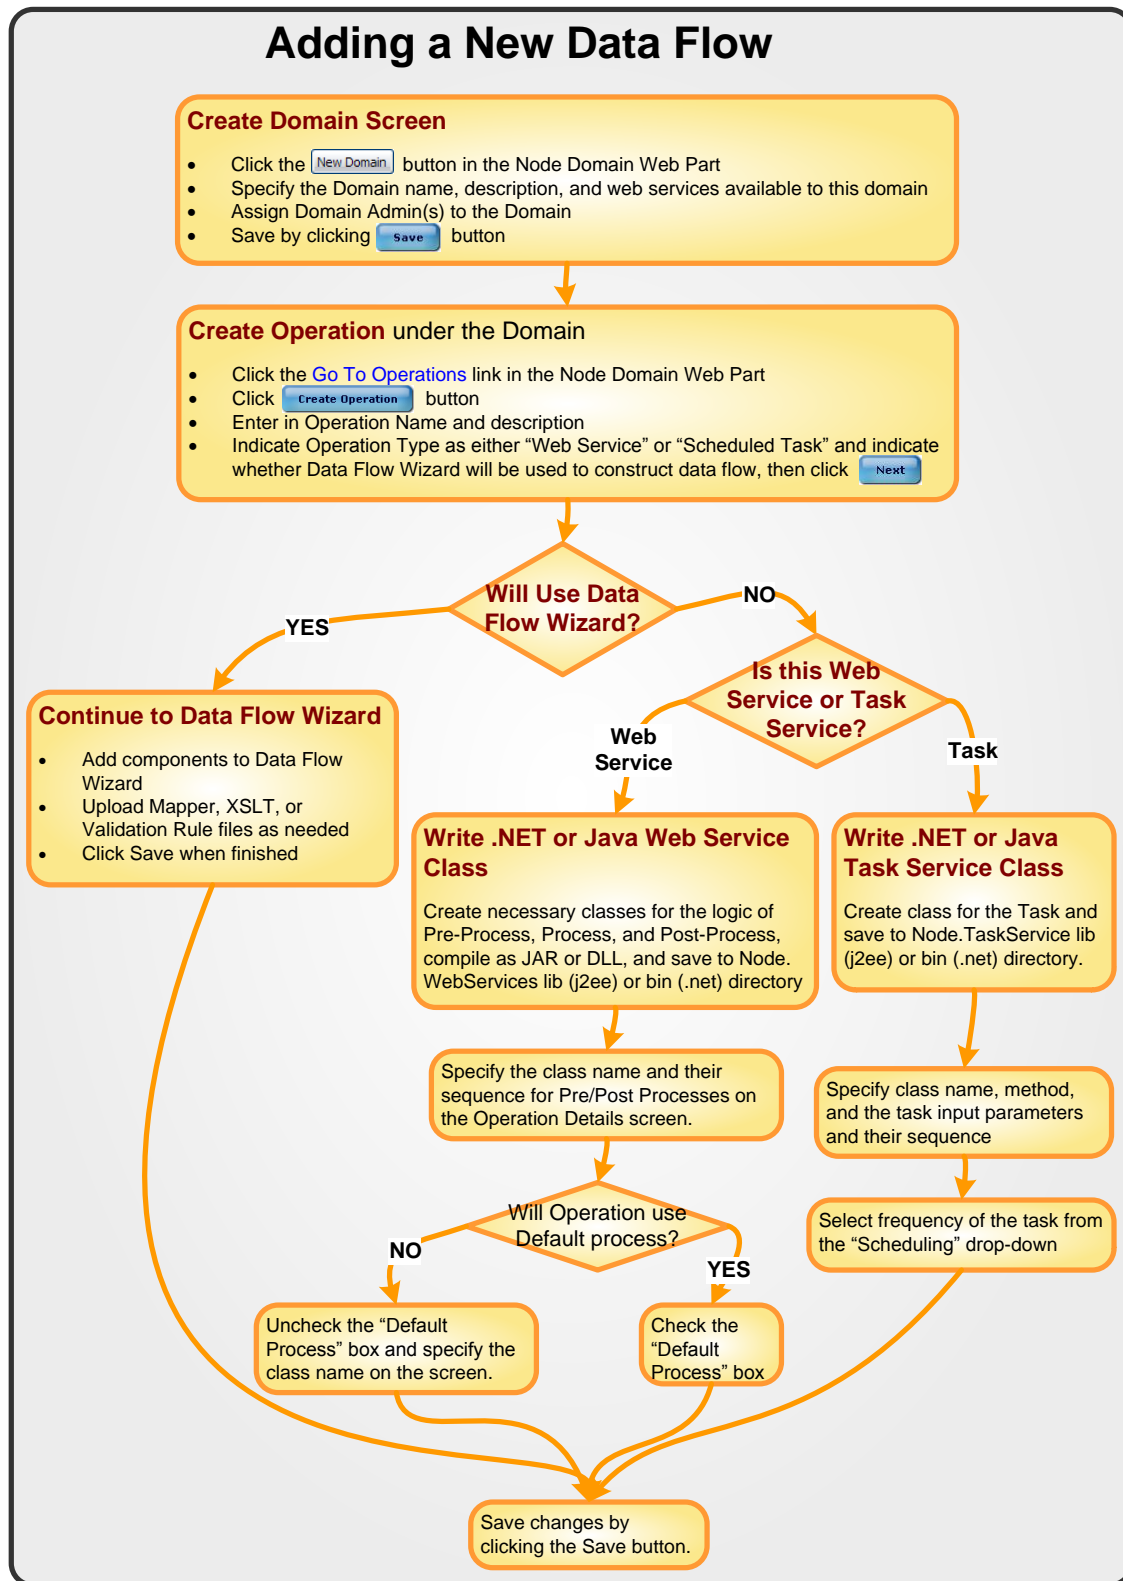 Adding a New Data Flow
Create Domain Screen
• Click the New Domain button in the Node Domain Web Part
• Specify the Domain name, description, and web services available to this domain
• Assign Domain Admin(s) to the Domain
• Save by clicking Save button
Create Operation under the Domain
• Click the Go To Operations link in the Node Domain Web Part
• Click Create Operation button
• Enter in Operation Name and description
• Indicate Operation Type as either “Web Service” or “Scheduled Task” and indicate
whether Data Flow Wizard will be used to construct data flow, then click Next
Will Use Data
Flow Wizard?
YES
NO
Is this Web
Service or Task
Service?
Continue to Data Flow Wizard
• Add components to Data Flow
Wizard
• Upload Mapper, XSLT, or
Validation Rule files as needed
• Click Save when finished
Web
Service
Task
Write .NET or Java Web Service
Class
Create necessary classes for the logic of
Pre-Process, Process, and Post-Process,
compile as JAR or DLL, and save to Node.
WebServices lib (j2ee) or bin (.net) directory
Write .NET or Java
Task Service Class
Create class for the Task and
save to Node.TaskService lib
(j2ee) or bin (.net) directory.
Specify the class name and their
sequence for Pre/Post Processes on
the Operation Details screen.
Specify class name, method,
and the task input parameters
and their sequence
Will Operation use
Default process?
NO
YES
Select frequency of the task from
the “Scheduling” drop-down
Uncheck the “Default
Process” box and specify the
class name on the screen.
Check the
“Default
Process” box
Save changes by
clicking the Save button.